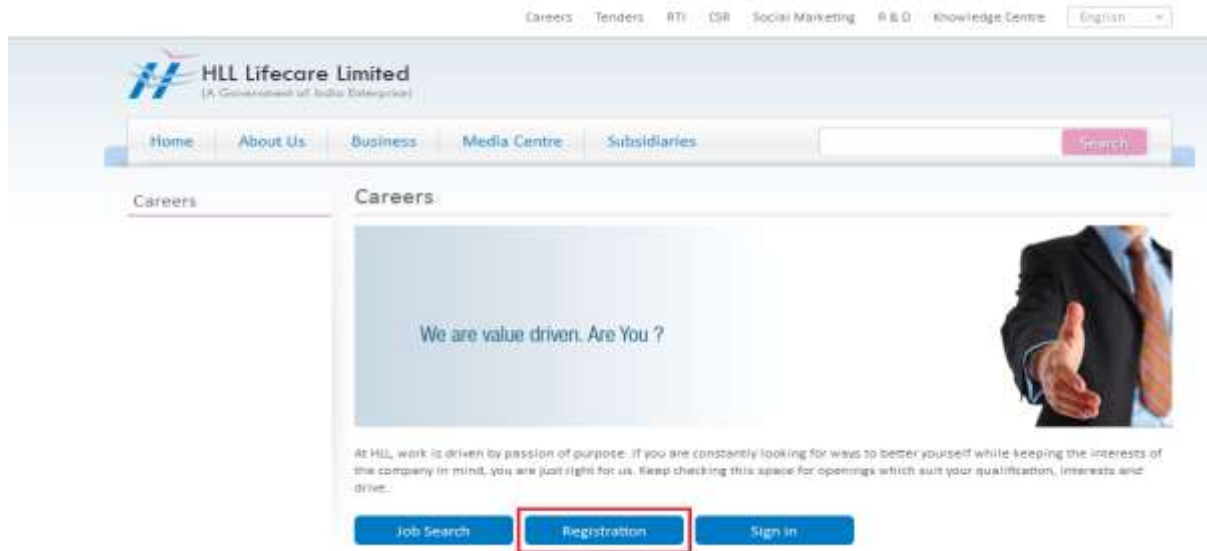 Careers Tenders RTI CSR Social Marketing R & D Knowledge Centre English
HLL Lifecare Limited
(A Government of India Enterprise)
Home About Us Business Media Centre Subsidiaries Search
Careers
Careers
We are value driven. Are You ?
At HLL, work is driven by passion of purpose. If you are constantly looking for ways to better yourself while keeping the interests of
the company in mind, you are just right for us. Keep checking this space for openings which suit your qualification, interests and
drive.
Job Search Registration Sign in